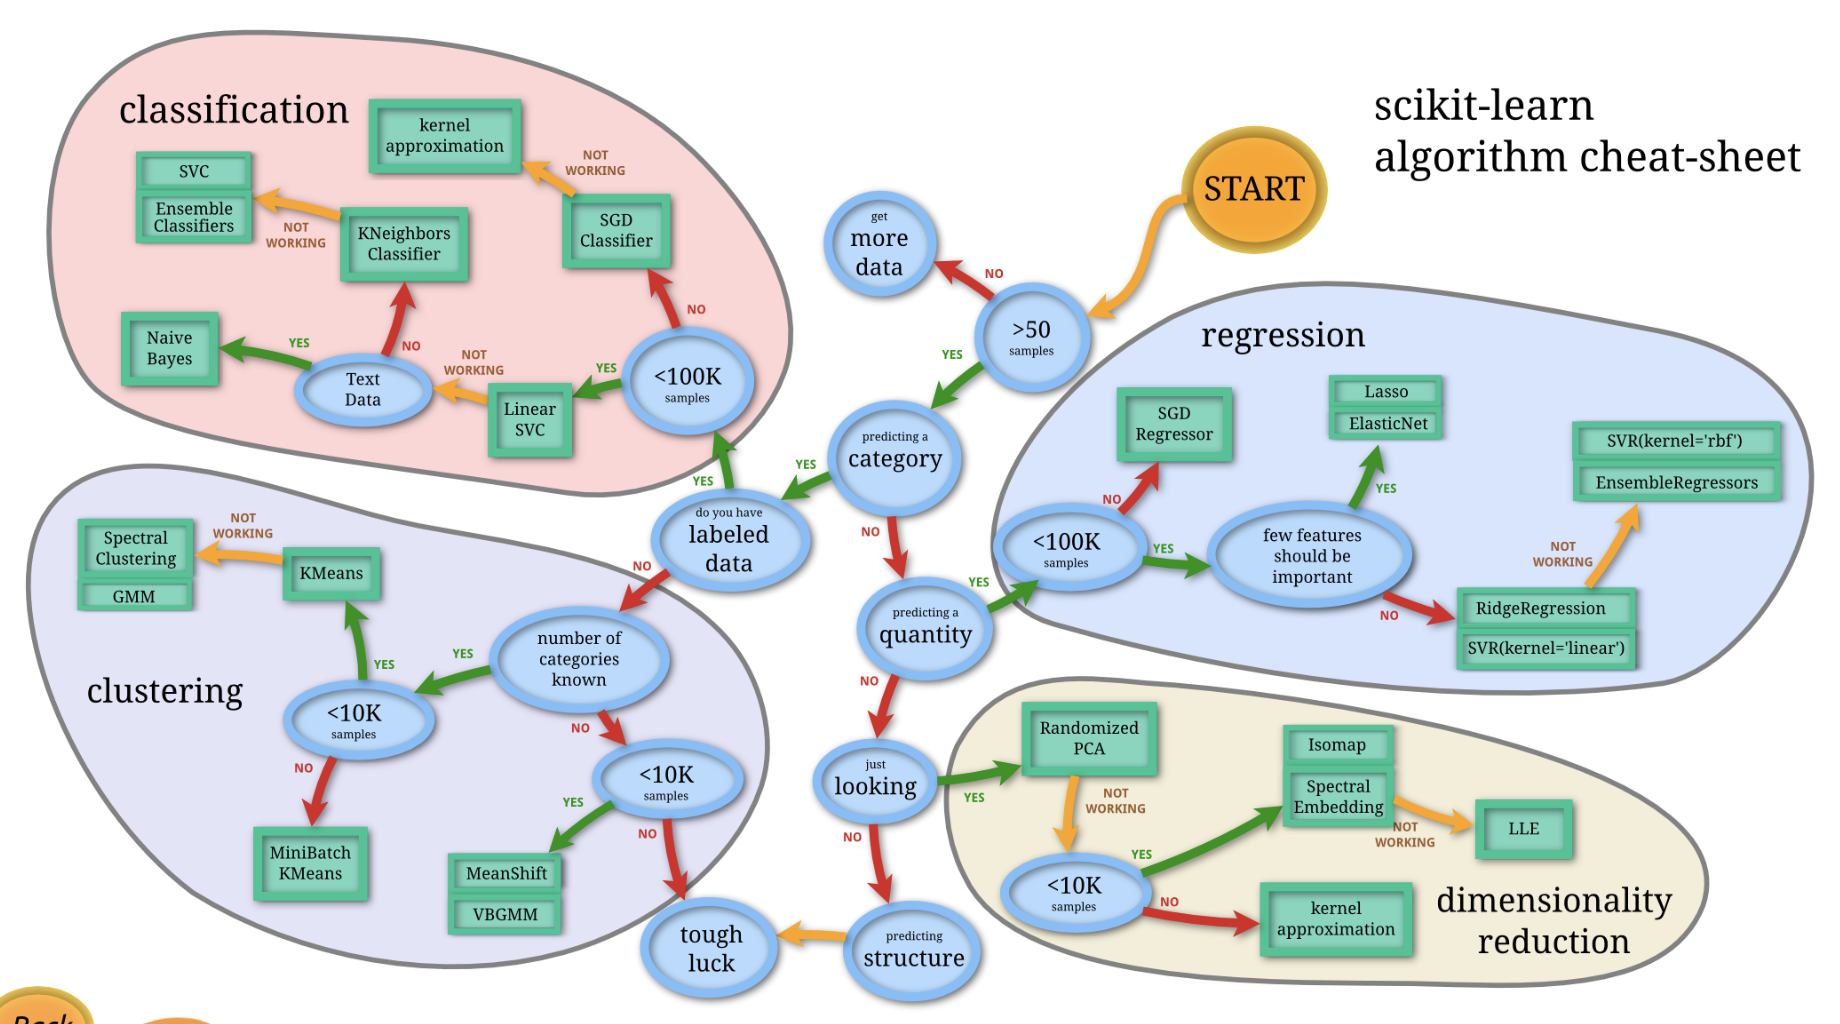 scikit-learn
algorithm cheat-sheet
START
classification
kernel
approximation
NOT
WORKING
SVC
Ensemble
Classifiers
NOT
WORKING
KNeighbors
Classifier
SGD
Classifier
NO
Naive
Bayes
YES
Text
Data
NO
NOT
WORKING
Linear
SVC
YES
<100K
samples
get
more
data
NO
>50
samples
YES
predicting a
category
YES
NO
YES
do you have
labeled
data
NO
predicting a
quantity
YES
NO
just
looking
YES
NO
predicting
structure
tough
luck
regression
SGD
Regressor
NO
<100K
samples
YES
Lasso
ElasticNet
YES
few features
should be
important
NO
SVR(kernel='rbf')
EnsembleRegressors
NOT
WORKING
RidgeRegression
SVR(kernel='linear')
clustering
Spectral
Clustering
GMM
NOT
WORKING
KMeans
YES
<10K
samples
NO
MiniBatch
KMeans
YES
number of
categories
known
NO
<10K
samples
YES
NO
MeanShift
VBGMM
dimensionality
reduction
Randomized
PCA
NOT
WORKING
<10K
samples
YES
NO
Isomap
Spectral
Embedding
NOT
WORKING
LLE
kernel
approximation
Back